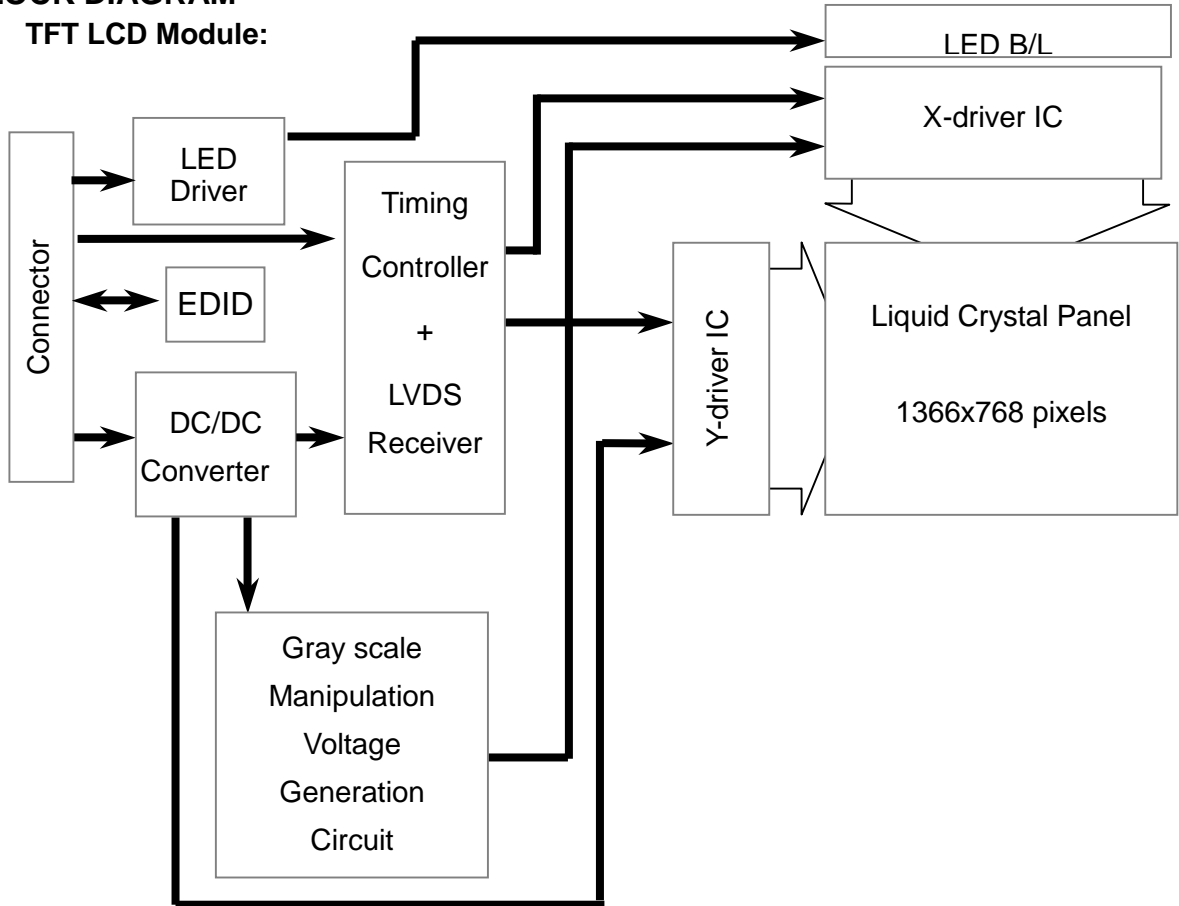 DIAGRAM
TFT LCD Module:
LED B/L
X-driver IC
LED
Driver
Timing
Controller
+
LVDS
Receiver
Connector
EDID
DC/DC
Converter
Y-driver IC
Liquid Crystal Panel
1366x768 pixels
Gray scale
Manipulation
Voltage
Generation
Circuit